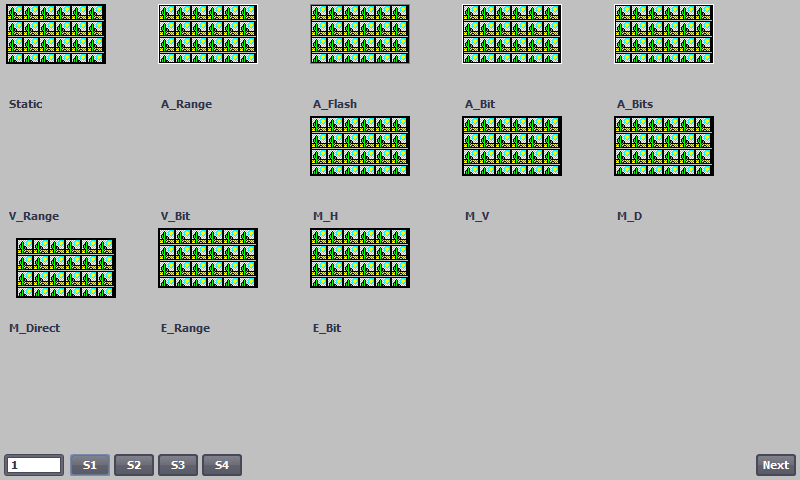 Static A_Range A_Flash A_Bit A_Bits
V_Range V_Bit M_H M_V M_D
M_Direct E_Range E_Bit
1 S1 S2 S3 S4 Next